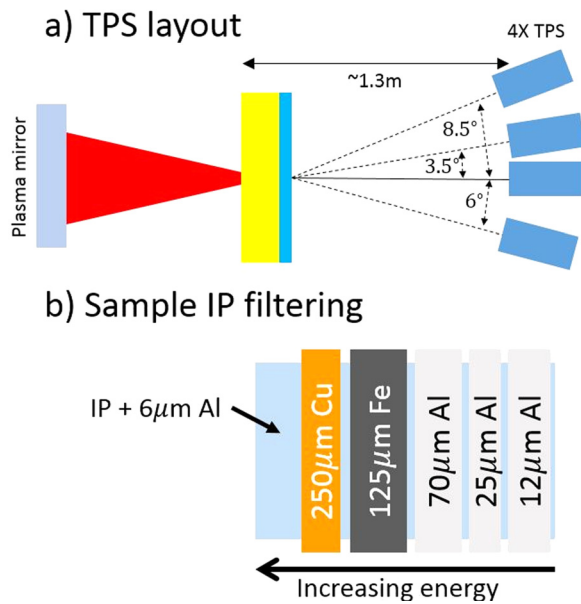 a) TPS layout
4X TPS
~1.3m
Plasma mirror
8.5°
3.5°
6°
b) Sample IP filtering
IP + 6μm Al
250μm Cu
125μm Fe
70μm Al
25μm Al
12μm Al
Increasing energy